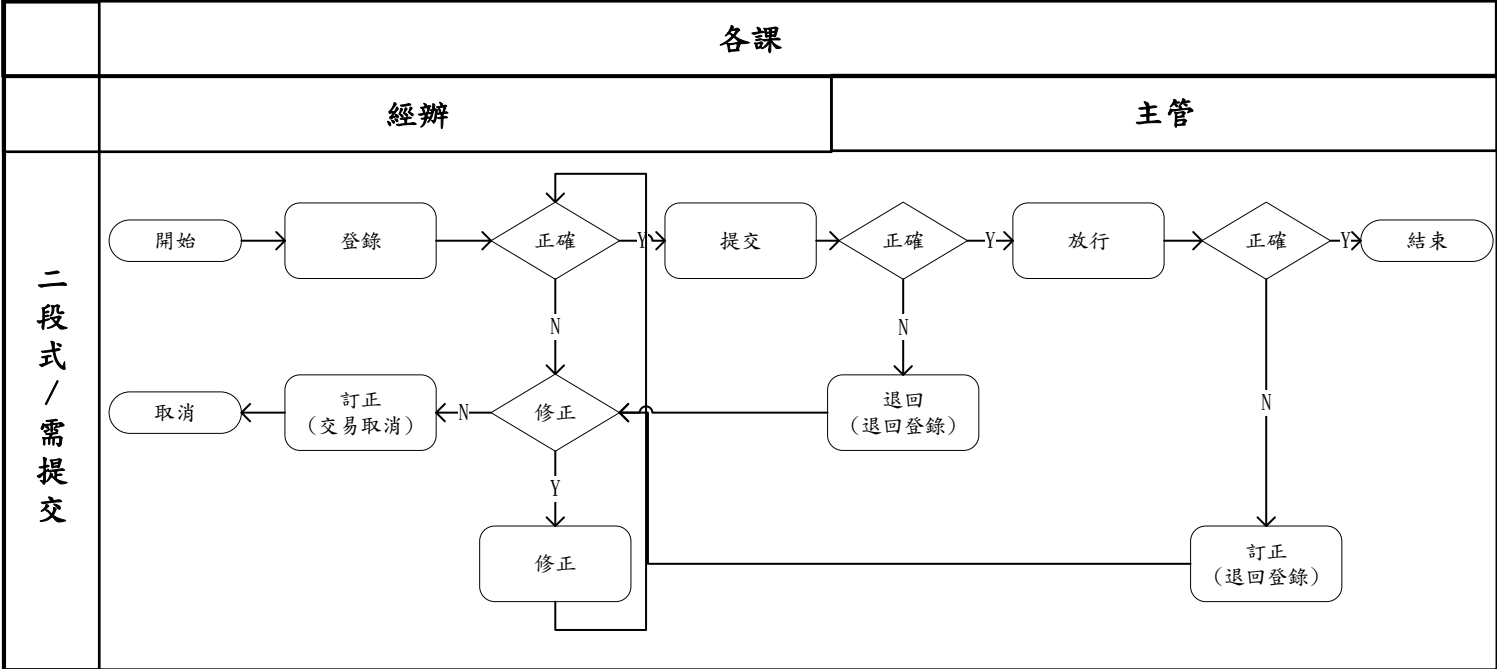 各課
經辦
主管
二段式/需提交
開始
登錄
正確
Y
提交
正確
Y
放行
正確
Y
結束
N
N
N
取消
訂正
(交易取消)
N
修正
退回
(退回登錄)
Y
修正
訂正
(退回登錄)